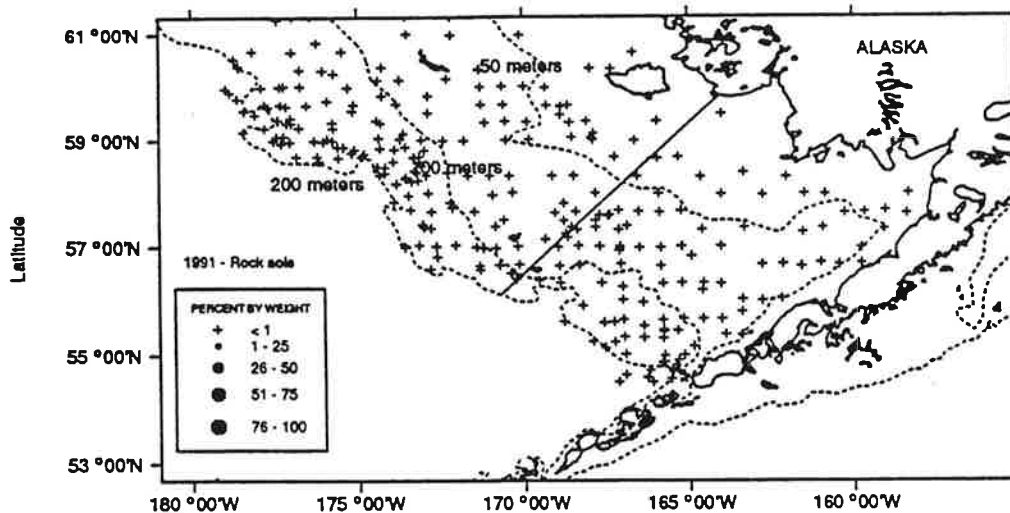 61 °00'N
ALASKA
50 meters
59 °00'N
200 meters
00 meters
Latitude
57 °00'N
1991 - Rock sole
PERCENT BY WEIGHT
< 1
1 - 25
26 - 50
51 - 75
76 - 100
55 °00'N
53 °00'N
180 °00'W
175 °00'W
170 °00'W
165 °00'W
160 °00'W